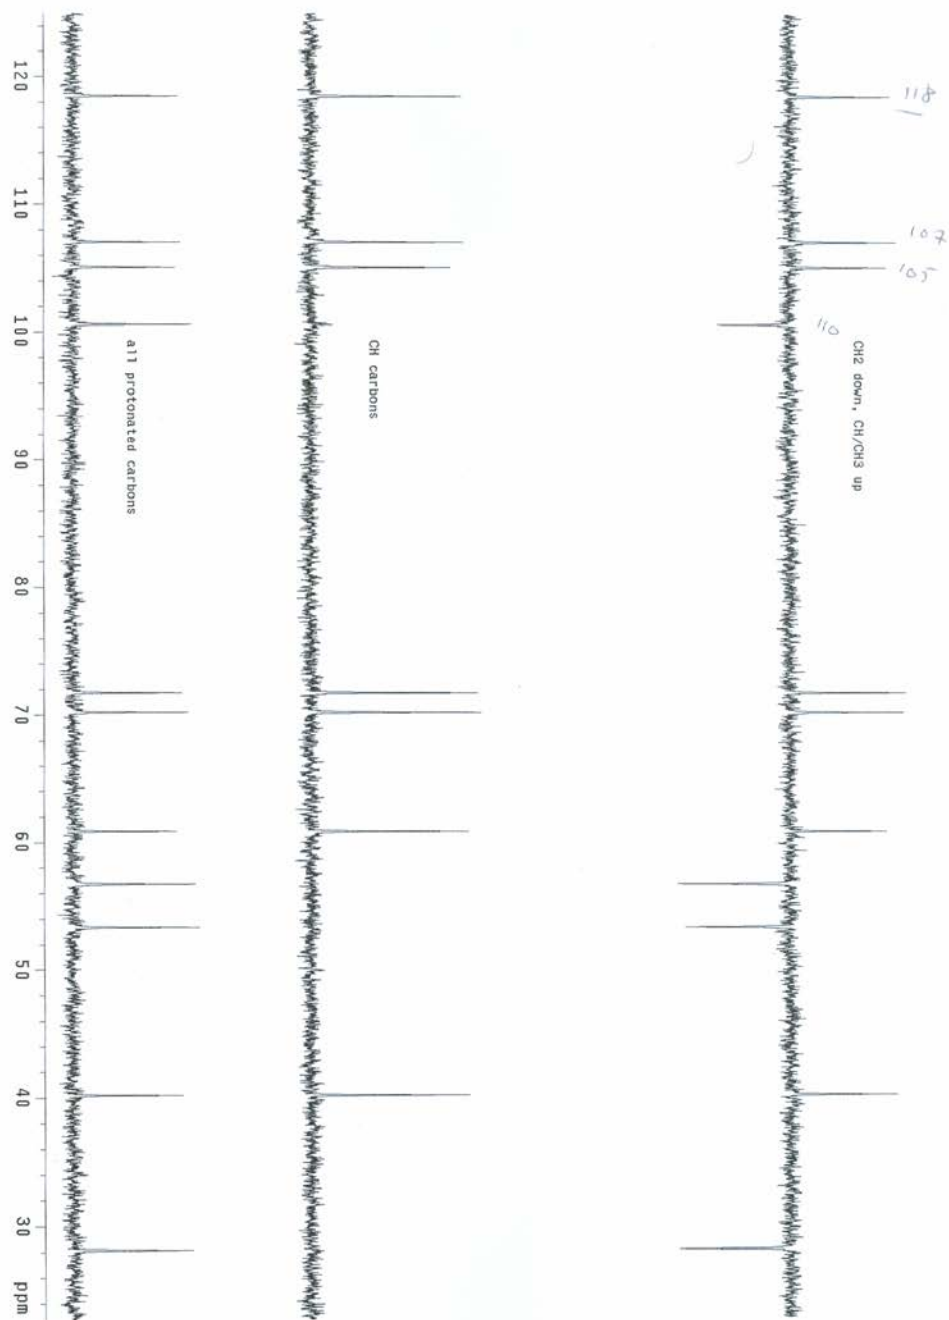 CH2 down, CH/CH3 up
118
107
105
110
CH carbons
all protonated carbons
120 110 100 90 80 70 60 50 40 30 ppm